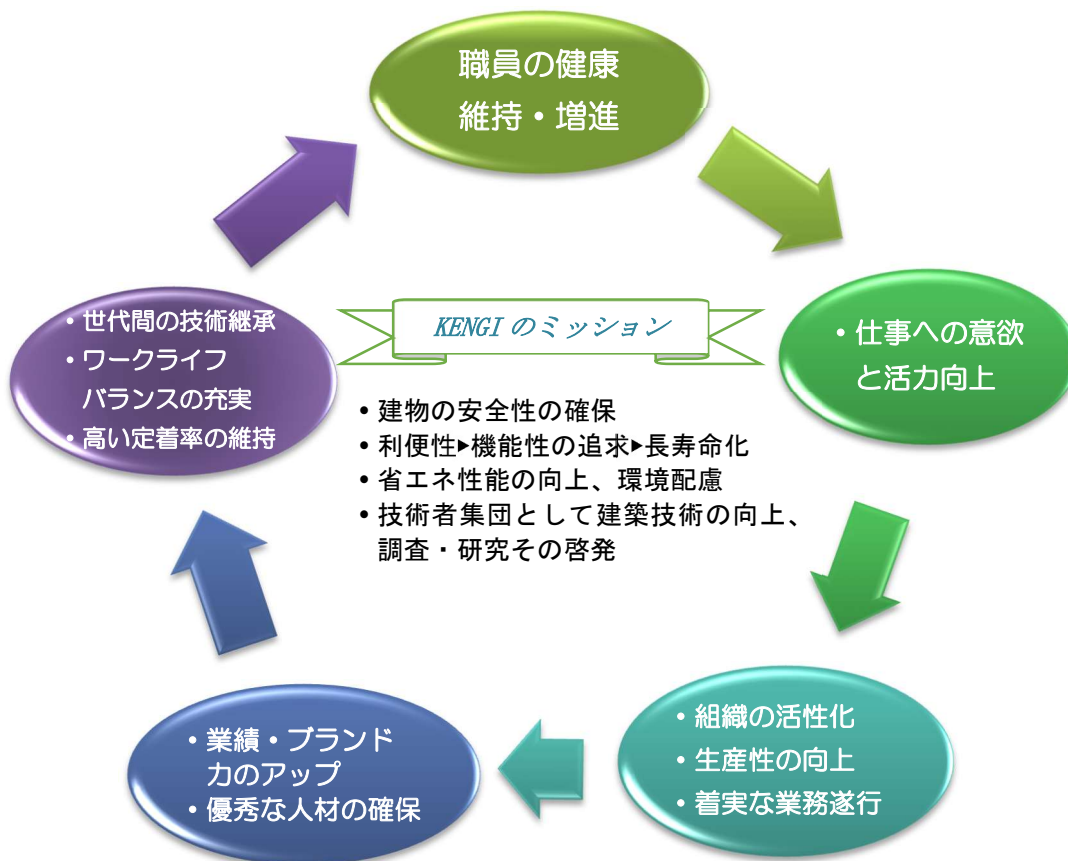 職員の健康
維持・増進
・仕事への意欲
と活力向上
・組織の活性化
・生産性の向上
・着実な業務遂行
・業績・ブランド
力のアップ
・優秀な人材の確保
・世代間の技術継承
・ワークライフ
バランスの充実
・高い定着率の維持
KENGIのミッション
・建物の安全性の確保
・利便性▶機能性の追求▶長寿命化
・省エネ性能の向上、環境配慮
・技術者集団として建築技術の向上、
調査・研究その啓発